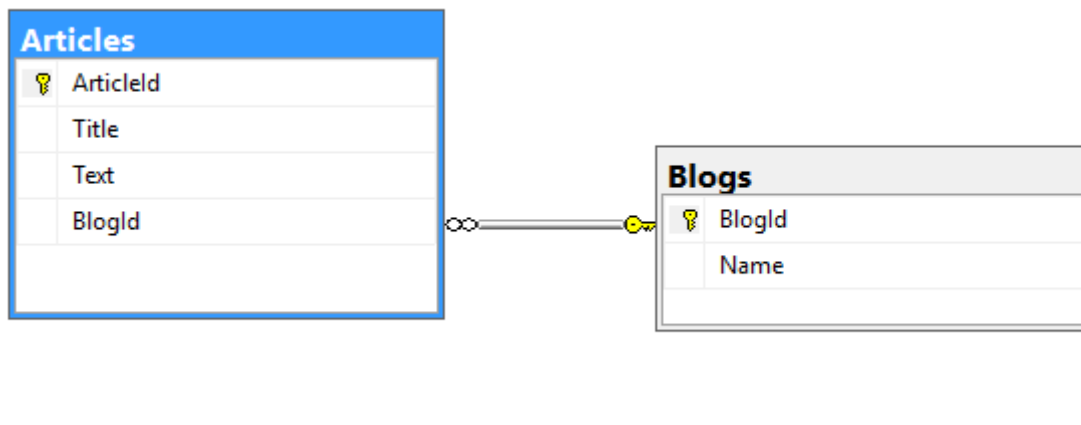 Articles
ArticleId
Title
Text
BlogId
Blogs
BlogId
Name